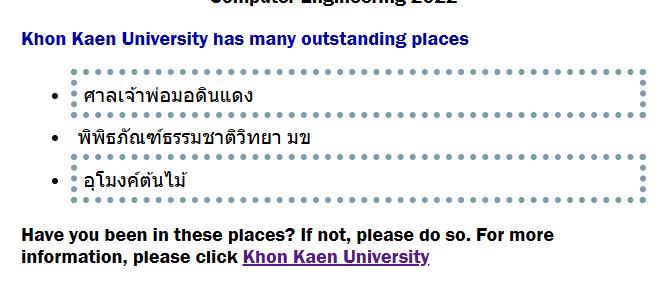 Computer Engineering 2022
Khon Kaen University has many outstanding places
ศาลเจ้าพ่อมอดินแดง
พิพิธภัณฑ์ธรรมชาติวิทยา มข
อุโมงค์ต้นไม้
Have you been in these places? If not, please do so. For more
information, please click Khon Kaen University